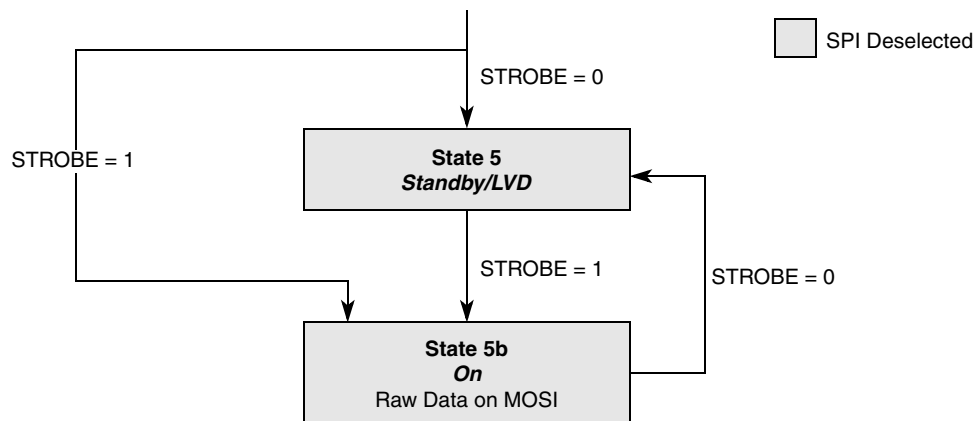 SPI Deselected
STROBE = 0
State 5
Standby/LVD
STROBE = 1
STROBE = 1
STROBE = 0
State 5b
On
Raw Data on MOSI